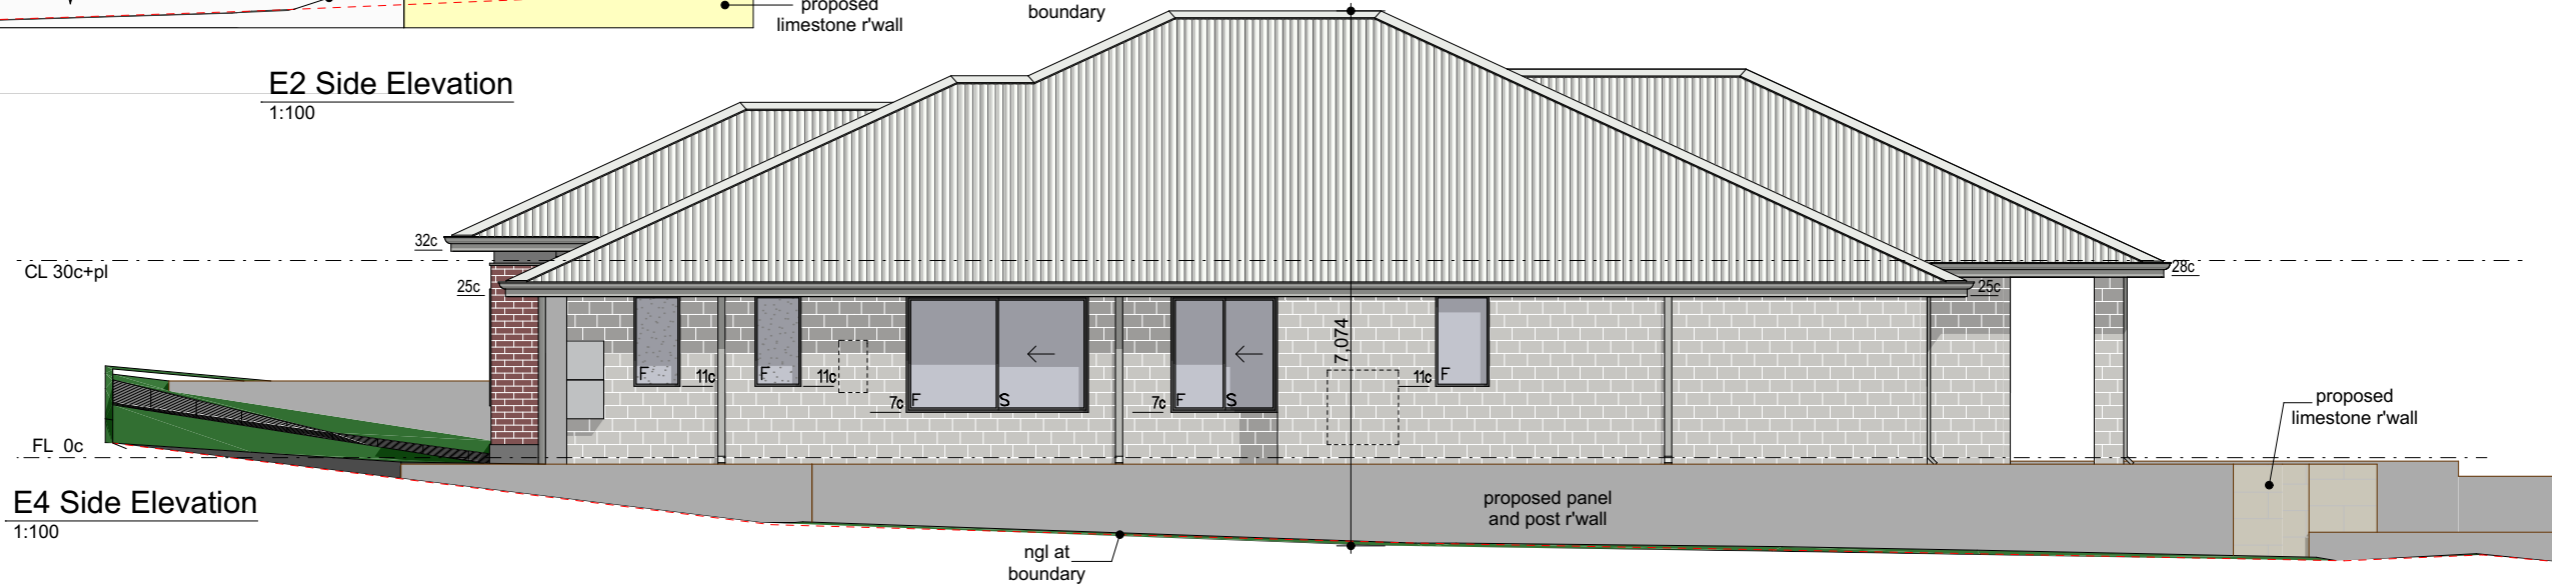 proposed
limestone r'wall
boundary
E2 Side Elevation
1:100
32c
CL 30c+pl
28c
25c
25c
7,074
F
11c
F
11c
7c
F
S
7c
F
S
11c
F
proposed
limestone r'wall
FL 0c
E4 Side Elevation
1:100
proposed panel
and post r'wall
ngl at
boundary